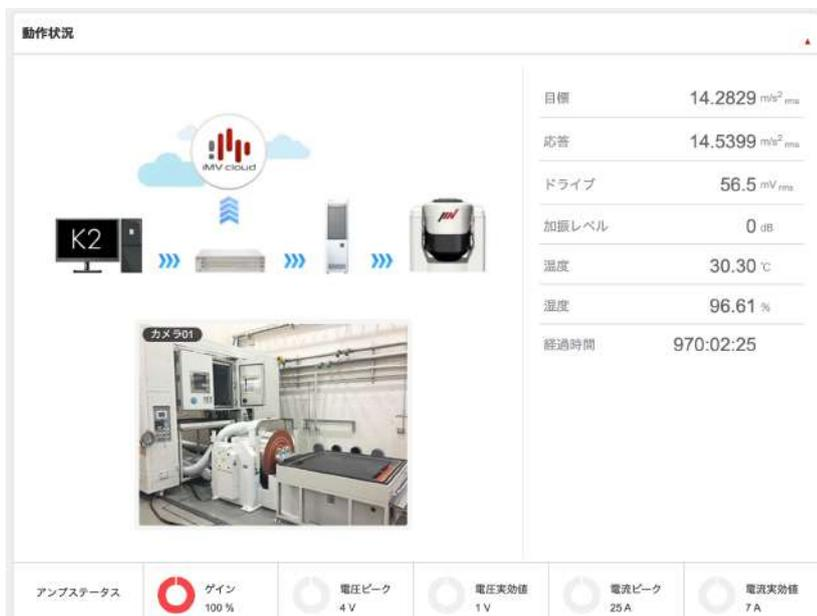 動作状況
iMV cloud
K2
カメラ01
目標 14.2829 m/s² rms
応答 14.5399 m/s² rms
ドライブ 56.5 mV rms
加振レベル 0 dB
温度 30.30 ℃
湿度 96.61 %
経過時間 970:02:25
アンプステータス
ゲイン
100 %
電圧ピーク
4 V
電圧実効値
1 V
電流ピーク
25 A
電流実効値
7 A